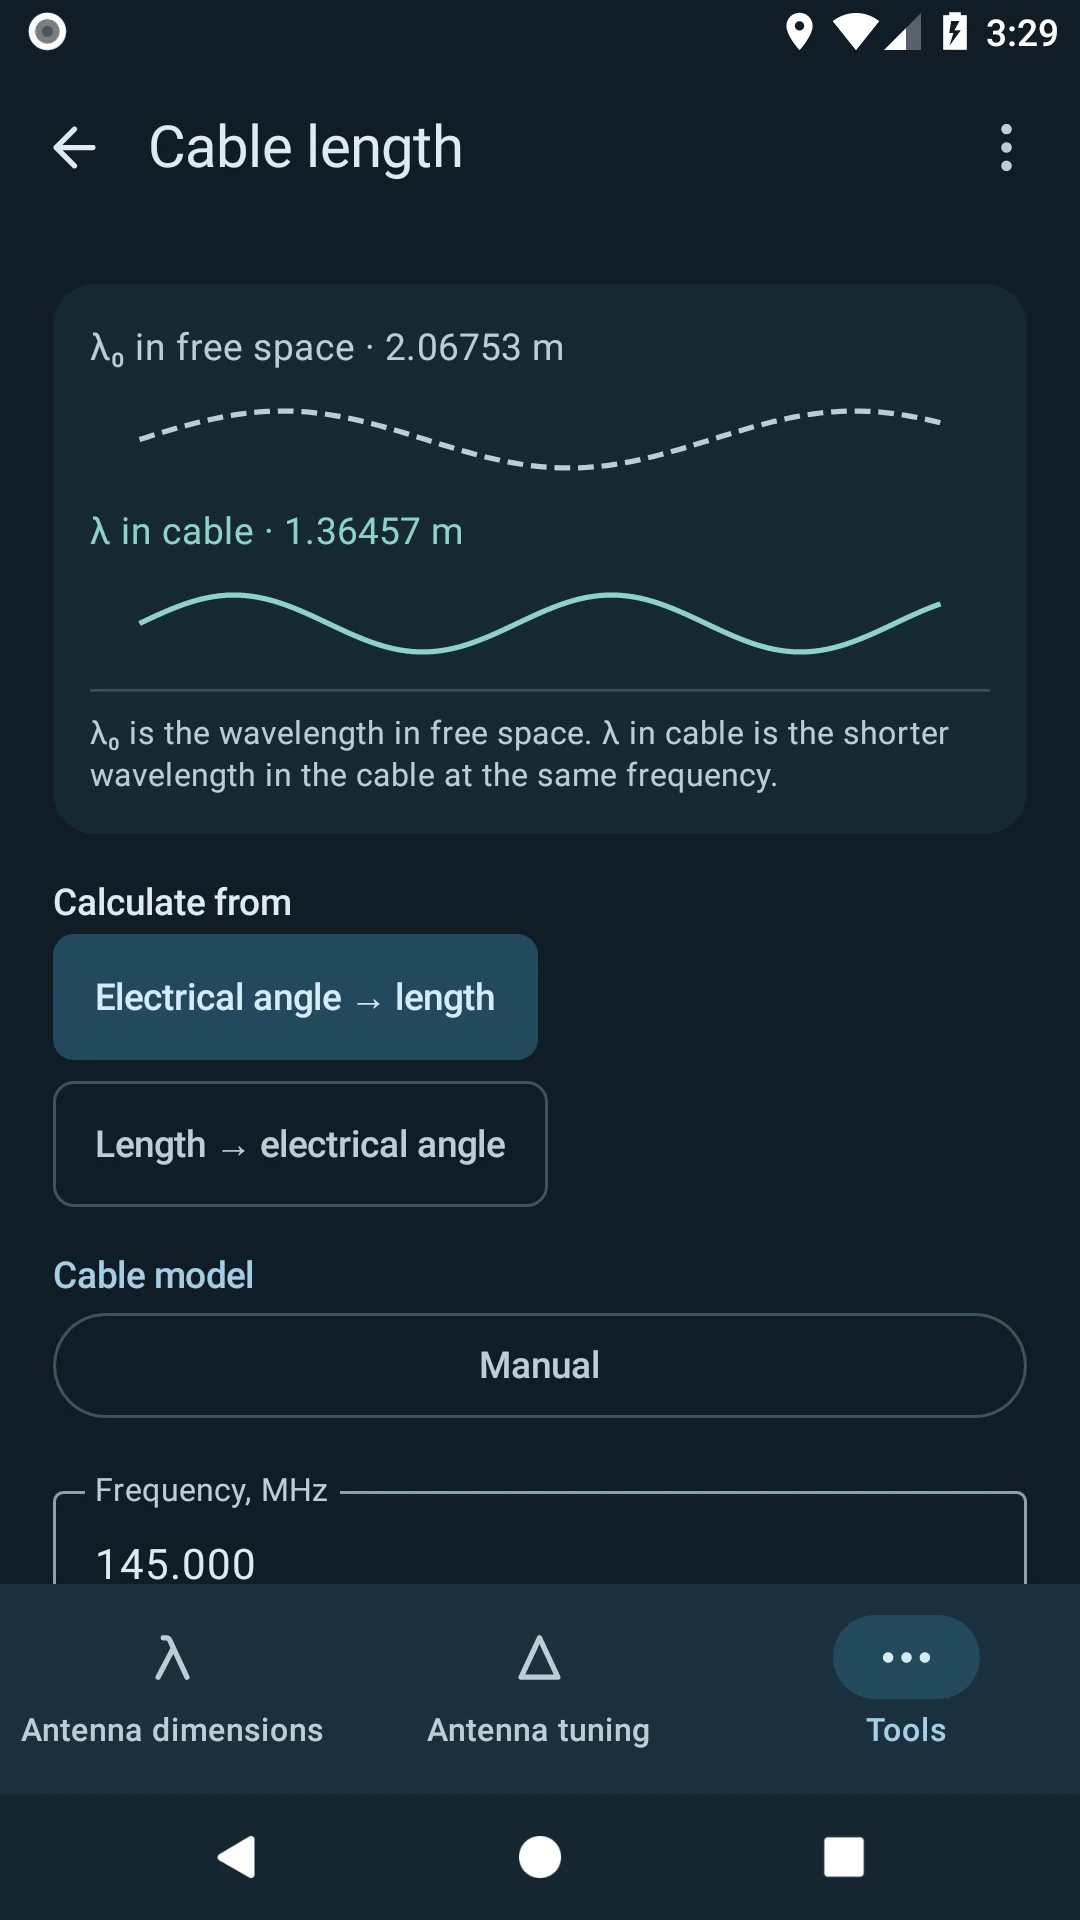 3:29
Cable length
λ₀ in free space · 2.06753 m
λ in cable · 1.36457 m
λ₀ is the wavelength in free space. λ in cable is the shorter
wavelength in the cable at the same frequency.
Calculate from
Electrical angle → length
Length → electrical angle
Cable model
Manual
Frequency, MHz
145.000
λ
Antenna dimensions
Antenna tuning
Tools